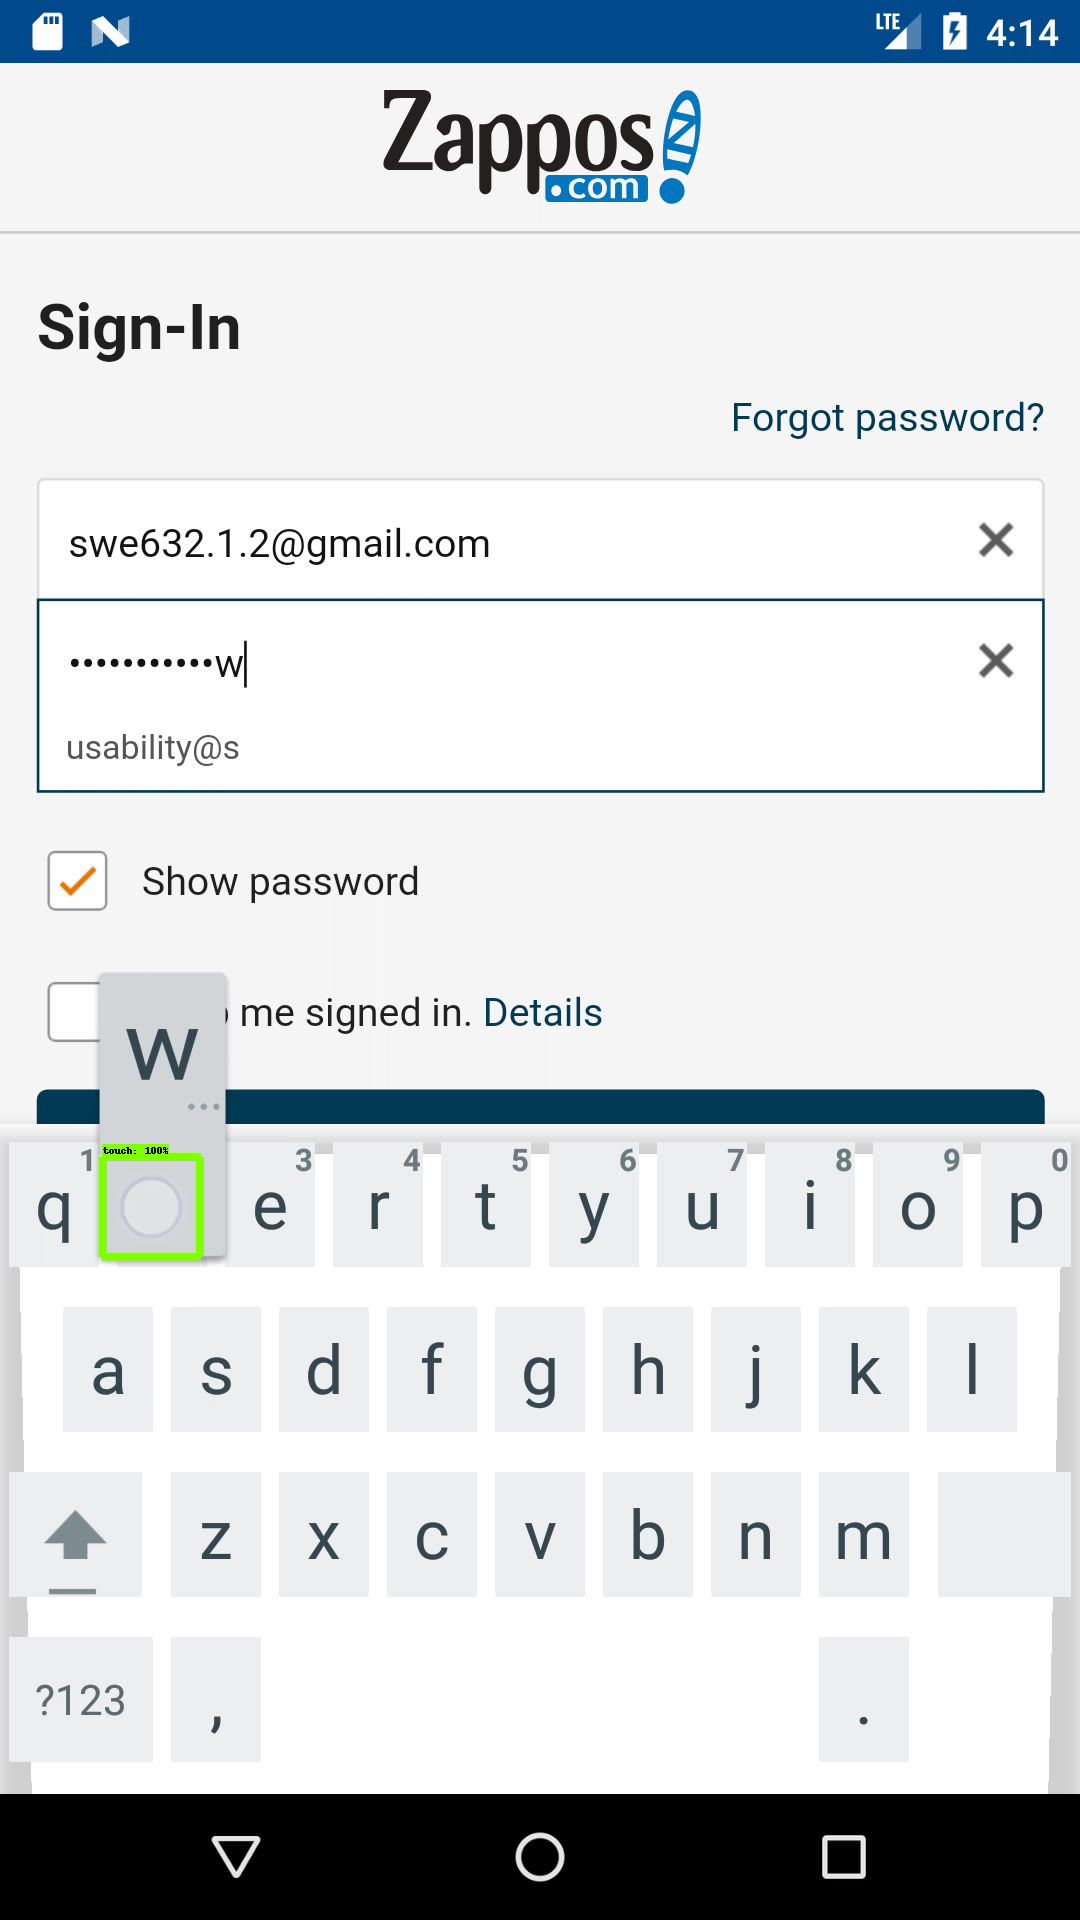 LTE 4:14
Zappos
.com
Sign-In
Forgot password?
swe632.1.2@gmail.com
•••••••••••w
usability@s
Show password
me signed in. Details
w
...
touch: 100%
1 3 4 5 6 7 8 9 0
q e r t y u i o p
a s d f g h j k l
z x c v b n m
?123 , .